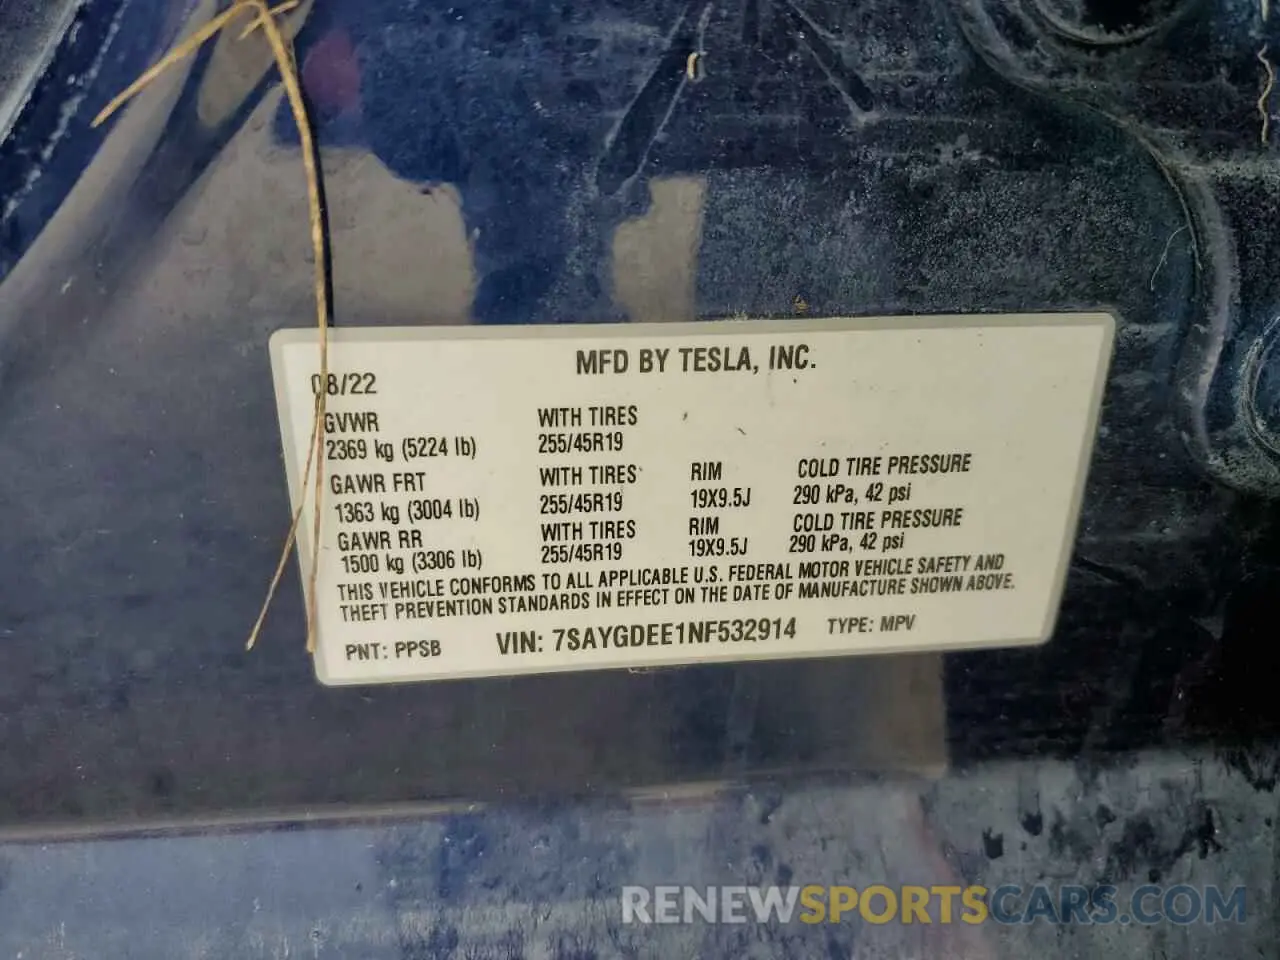 MFD BY TESLA, INC.
08/22
GVWR WITH TIRES
2369 kg (5224 lb) 255/45R19
GAWR FRT WITH TIRES RIM COLD TIRE PRESSURE
1363 kg (3004 lb) 255/45R19 19X9.5J 290 kPa, 42 psi
GAWR RR WITH TIRES RIM COLD TIRE PRESSURE
1500 kg (3306 lb) 255/45R19 19X9.5J 290 kPa, 42 psi
THIS VEHICLE CONFORMS TO ALL APPLICABLE U.S. FEDERAL MOTOR VEHICLE SAFETY AND
THEFT PREVENTION STANDARDS IN EFFECT ON THE DATE OF MANUFACTURE SHOWN ABOVE.
PNT: PPSB VIN: 7SAYGDEE1NF532914 TYPE: MPV
RENEWSPORTSCARS.COM